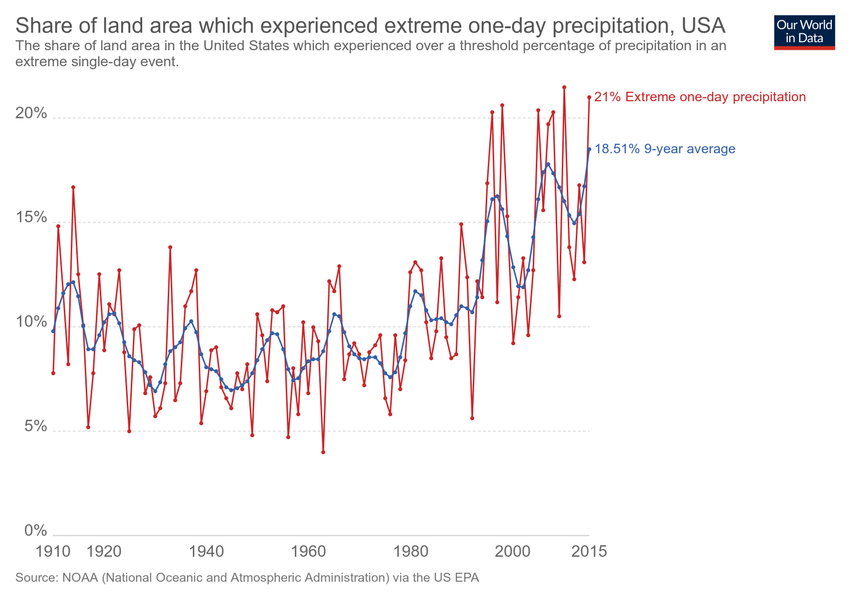 Share of land area which experienced extreme one-day precipitation, USA
The share of land area in the United States which experienced over a threshold percentage of precipitation in an
extreme single-day event.
Our World
in Data
20%
15%
10%
5%
0%
21% Extreme one-day precipitation
18.51% 9-year average
1910 1920 1940 1960 1980 2000 2015
Source: NOAA (National Oceanic and Atmospheric Administration) via the US EPA